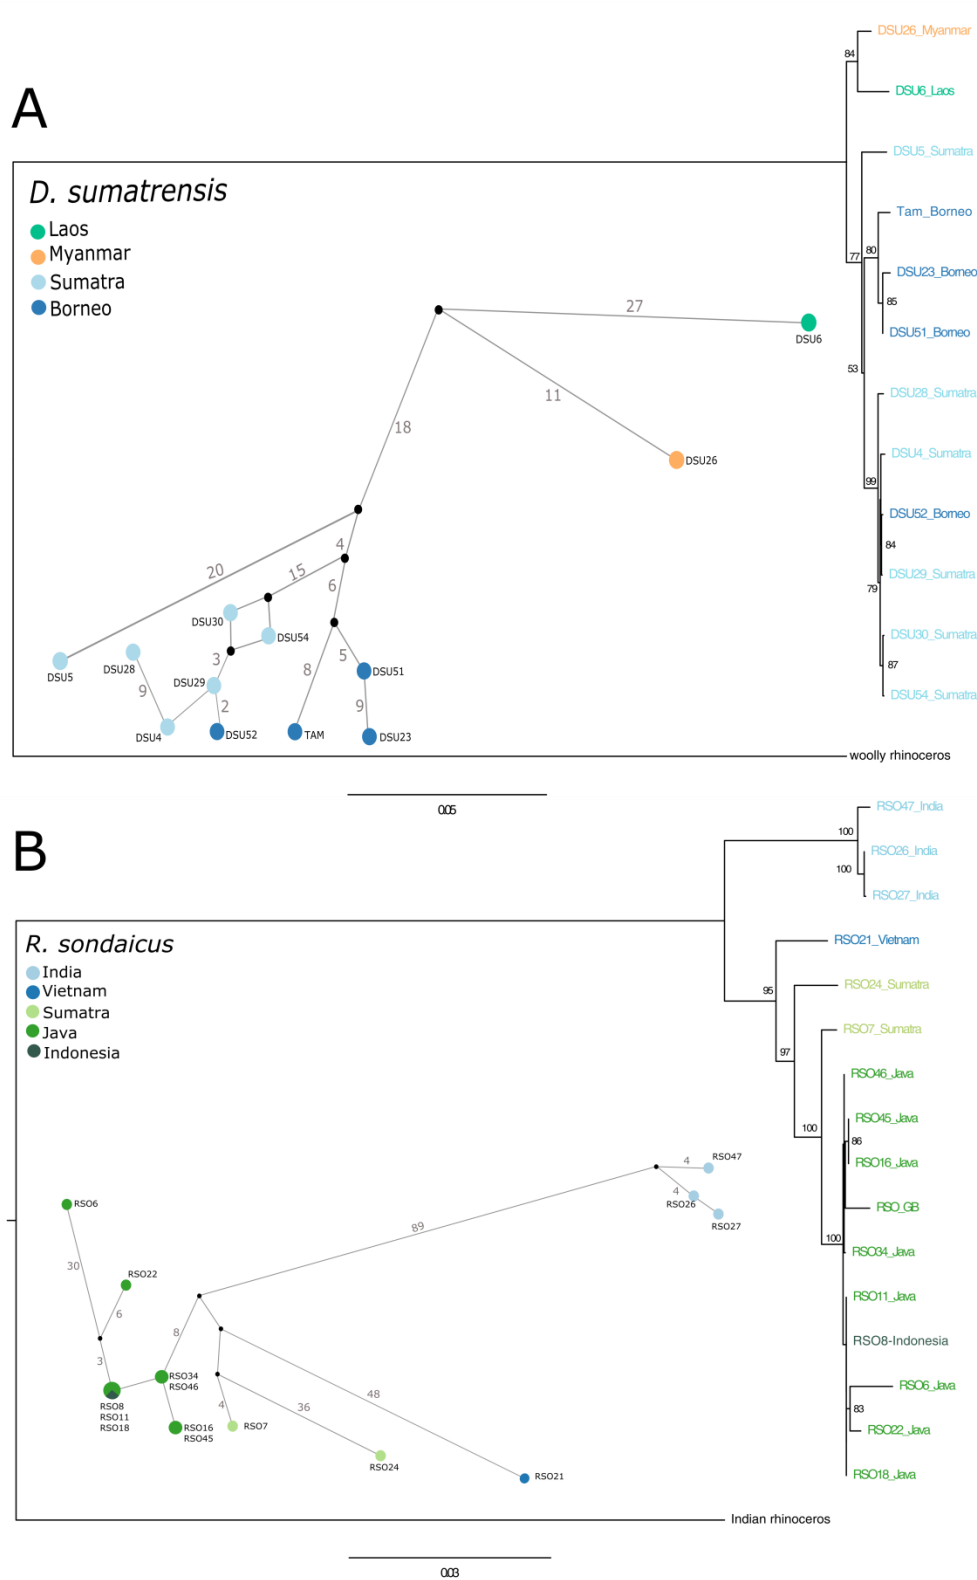 DSU26_Myanmar
84
A
DSU6_Laos
DSU5_Sumatra
D. sumatrensis
Laos
Myanmar
Sumatra
Borneo
Tam_Borneo
80
77
DSU23_Borneo
85
DSU51_Borneo
27
DSU6
53
11
DSU28_Sumatra
18
DSU26
DSU4_Sumatra
99
DSU52_Borneo
4
84
20
15
DSU29_Sumatra
6
79
DSU30
DSU54
DSU30_Sumatra
3
5
87
DSU5
DSU28
DSU51
9
DSU29
8
DSU54_Sumatra
2
9
DSU4
DSU52
TAM
DSU23
woolly rhinoceros
0.05
RSO47_India
B
100
RSO26_India
100
RSO27_India
R. sondaicus
India
Vietnam
Sumatra
Java
Indonesia
RSO21_Vietnam
95
RSO24_Sumatra
RSO7_Sumatra
97
RSO46_Java
RSO45_Java
100
86
RSO47
4
RSO16_Java
4
RSO26
RSO6
RSO_GB
RSO27
89
100
RSO34_Java
30
RSO22
RSO11_Java
6
8
RSO8-Indonesia
3
RSO34
RSO46
RSO6_Java
48
RSO8
RSO11
RSO18
4
36
83
RSO16
RSO45
RSO7
RSO22_Java
RSO24
RSO21
RSO18_Java
Indian rhinoceros
0.03